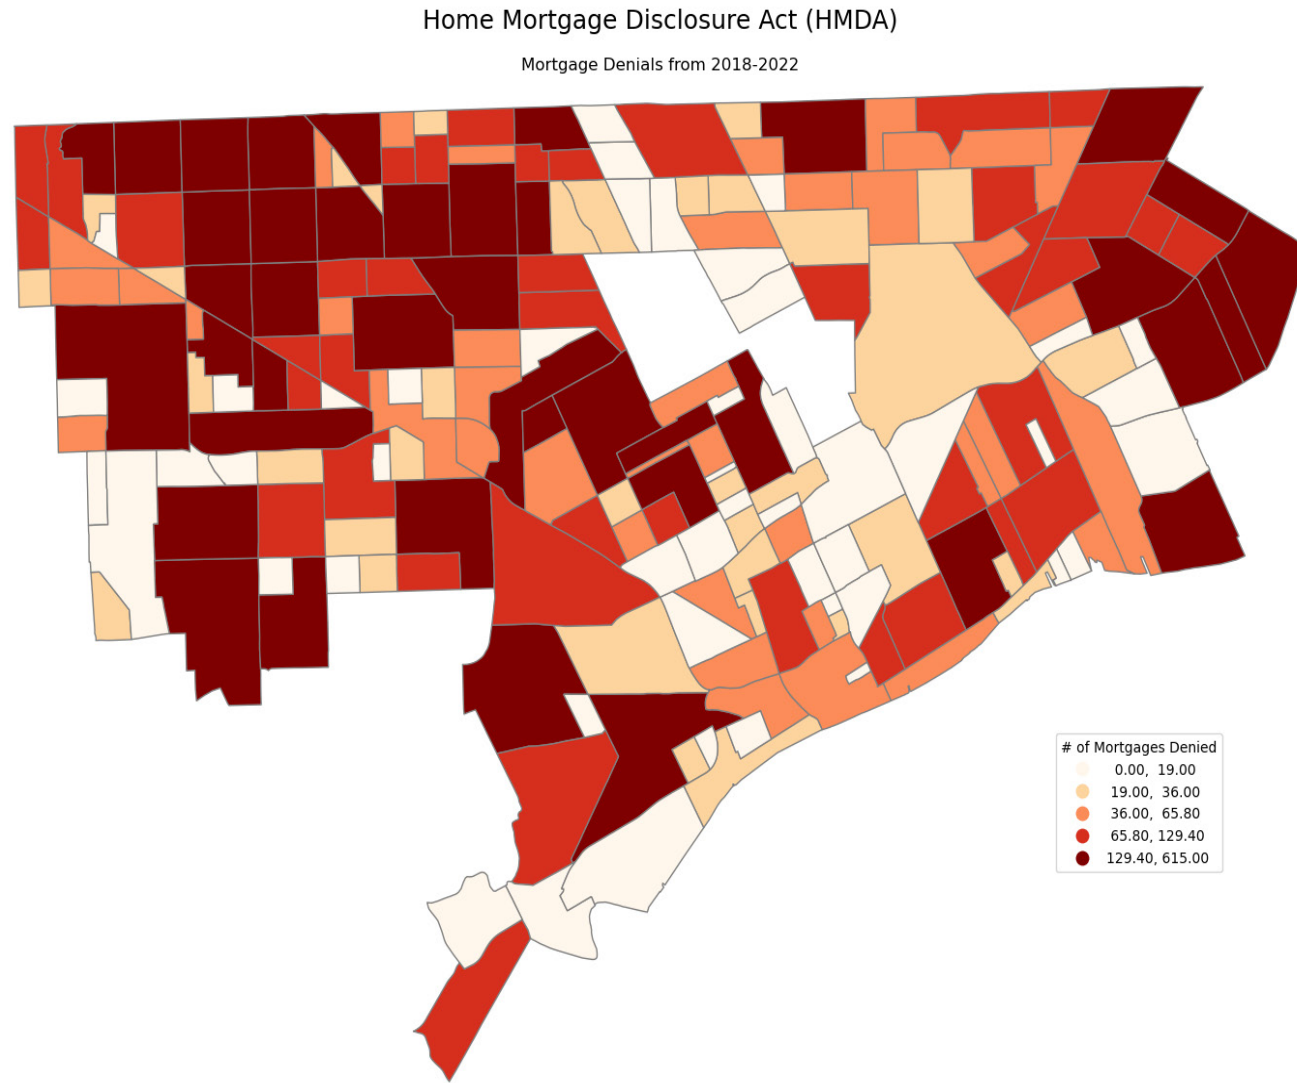 Home Mortgage Disclosure Act (HMDA)
Mortgage Denials from 2018-2022
# of Mortgages Denied
0.00, 19.00
19.00, 36.00
36.00, 65.80
65.80, 129.40
129.40, 615.00